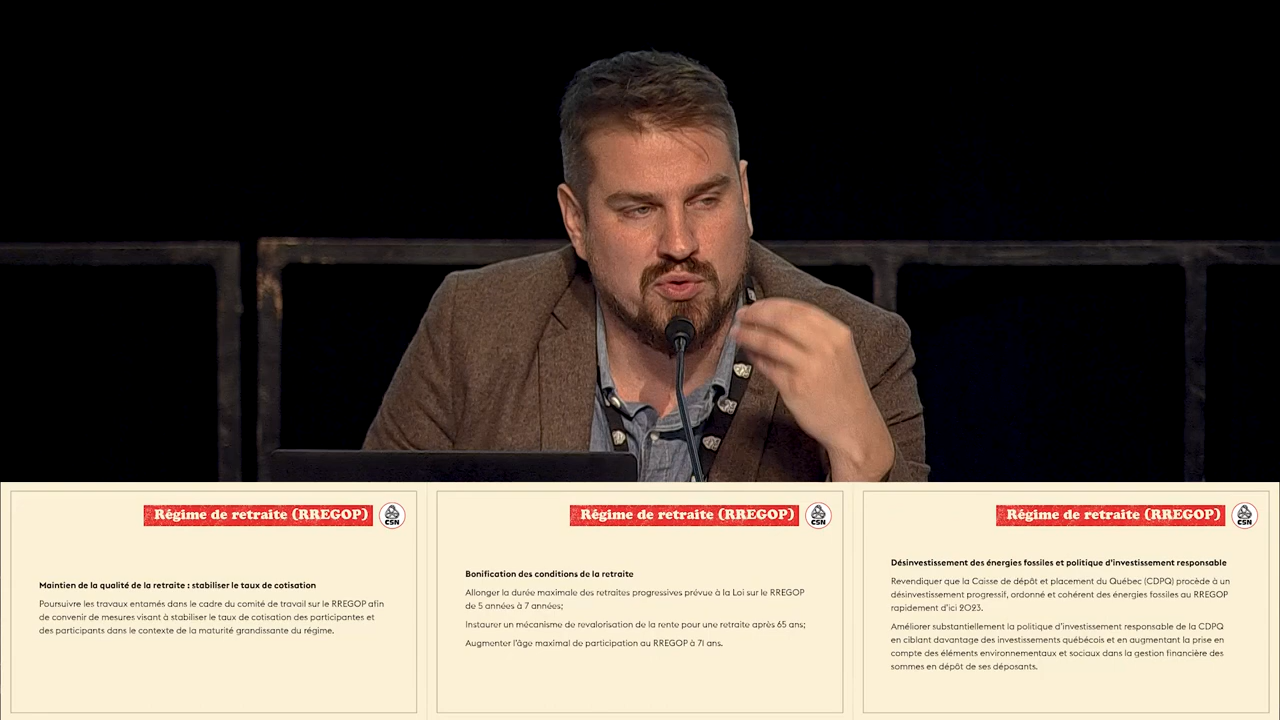 Régime de retraite (RREGOP)
CSN
Maintien de la qualité de la retraite : stabiliser le taux de cotisation
Poursuivre les travaux entamés dans le cadre du comité de travail sur le RREGOP afin
de convenir de mesures visant à stabiliser le taux de cotisation des participantes et
des participants dans le contexte de la maturité grandissante du régime.
Régime de retraite (RREGOP)
CSN
Bonification des conditions de la retraite
Allonger la durée maximale des retraites progressives prévue à la Loi sur le RREGOP
de 5 années à 7 années;
Instaurer un mécanisme de revalorisation de la rente pour une retraite après 65 ans;
Augmenter l'âge maximal de participation au RREGOP à 71 ans.
Régime de retraite (RREGOP)
CSN
Désinvestissement des énergies fossiles et politique d'investissement responsable
Revendiquer que la Caisse de dépôt et placement du Québec (CDPQ) procède à un
désinvestissement progressif, ordonné et cohérent des énergies fossiles au RREGOP
rapidement d'ici 2023.
Améliorer substantiellement la politique d'investissement responsable de la CDPQ
en ciblant davantage des investissements québécois et en augmentant la prise en
compte des éléments environnementaux et sociaux dans la gestion financière des
sommes en dépôt de ses déposants.